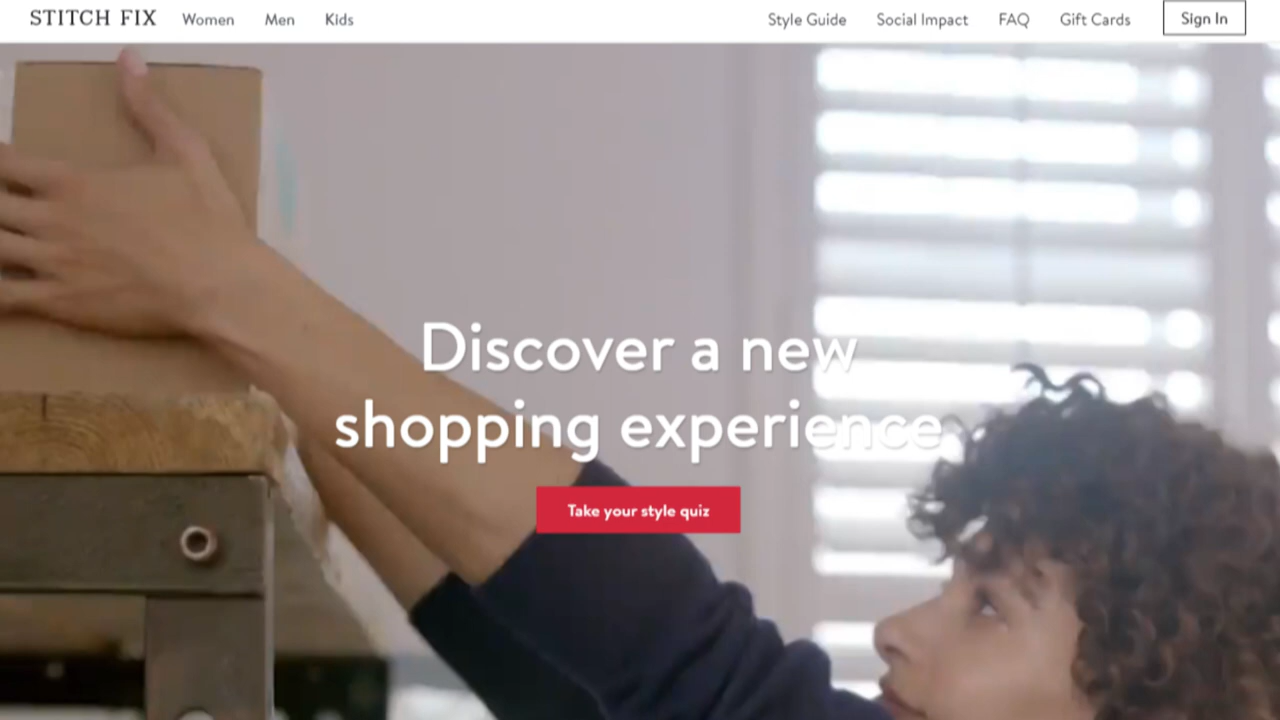 STITCH FIX Women Men Kids Style Guide Social Impact FAQ Gift Cards Sign In
Discover a new
shopping experience.
Take your style quiz